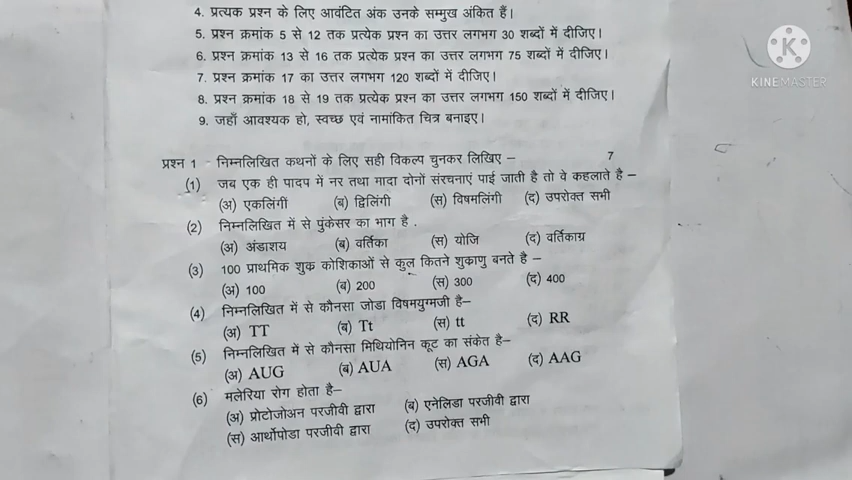 4. प्रत्यक प्रश्न के लिए आवंटित अंक उनके सम्मुख अंकित हैं।
5. प्रश्न क्रमांक 5 से 12 तक प्रत्येक प्रश्न का उत्तर लगभग 30 शब्दों में दीजिए।
6. प्रश्न क्रमांक 13 से 16 तक प्रत्येक प्रश्न का उत्तर लगभग 75 शब्दों में दीजिए।
7. प्रश्न क्रमांक 17 का उत्तर लगभग 120 शब्दों में दीजिए।
8. प्रश्न क्रमांक 18 से 19 तक प्रत्येक प्रश्न का उत्तर लगभग 150 शब्दों में दीजिए।
9. जहाँ आवश्यक हो, स्वच्छ एवं नामांकित चित्र बनाइए।
K
KINEMASTER
प्रश्न 1 - निम्नलिखित कथनों के लिए सही विकल्प चुनकर लिखिए – 7
(1) जब एक ही पादप में नर तथा मादा दोनों संरचनाएं पाई जाती है तो वे कहलाते है –
(अ) एकलिंगीं (ब) द्विलिंगी (स) विषमलिंगी (द) उपरोक्त सभी
(2) निम्नलिखित में से पुंकेसर का भाग है .
(अ) अंडाशय (ब) वर्तिका (स) योजि (द) वर्तिकाग्र
(3) 100 प्राथमिक शुक्र कोशिकाओं से कुल कितने शुकाणु बनते है –
(अ) 100 (ब) 200 (स) 300 (द) 400
(4) निम्नलिखित में से कौनसा जोडा विषमयुग्मजी है–
(अ) TT (ब) Tt (स) tt (द) RR
(5) निम्नलिखित में से कौनसा मिथियोनिन कूट का संकेत है–
(अ) AUG (ब) AUA (स) AGA (द) AAG
(6) मलेरिया रोग होता है–
(अ) प्रोटोजोअन परजीवी द्वारा (ब) एनेलिडा परजीवी द्वारा
(स) आर्थोपोडा परजीवी द्वारा (द) उपरोक्त सभी